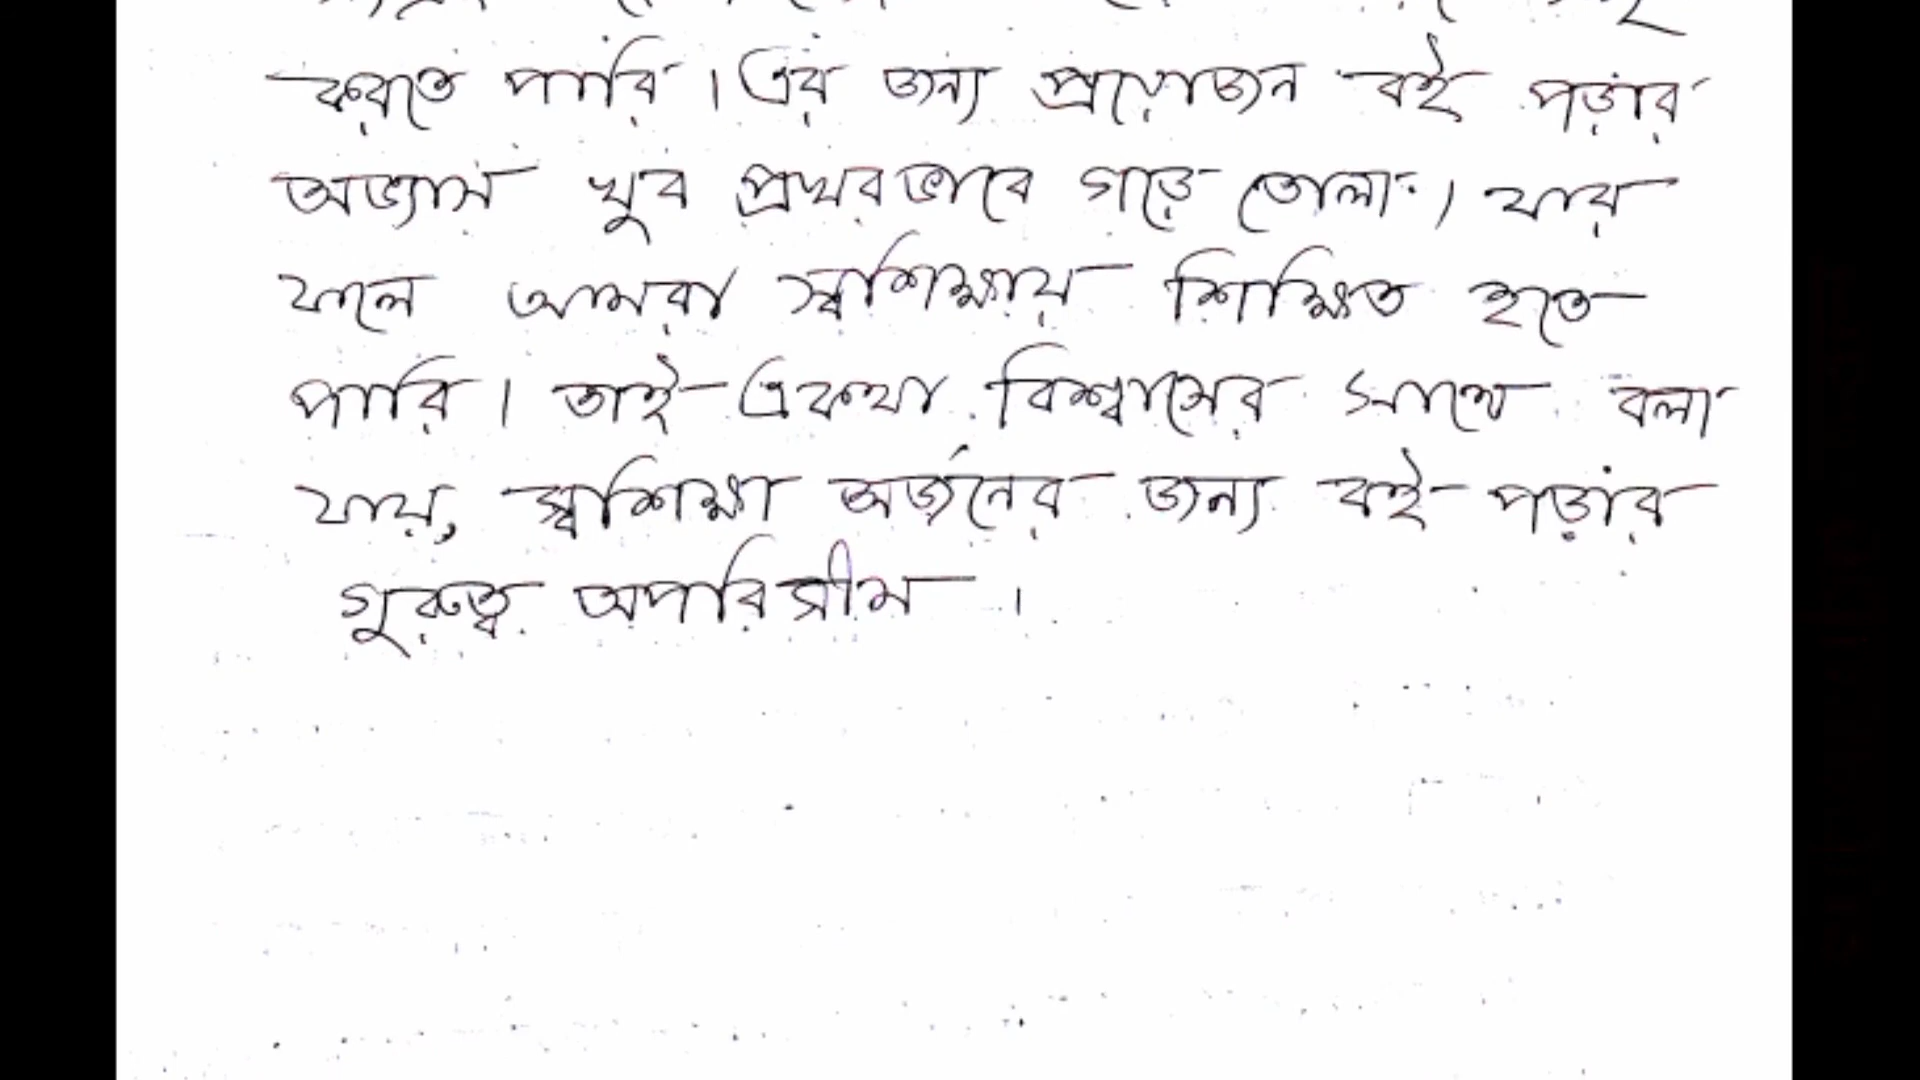 করতে পারি । এর জন্য প্রয়োজন বই পড়ার
অভ্যাস খুব প্রখরভাবে গড়ে তোলা । যার
ফলে আমরা স্বশিক্ষায় শিক্ষিত হতে
পারি । তাই একথা বিশ্বাসের সাথে বলা
যায়, স্বশিক্ষা অর্জনের জন্য বই পড়ার
গুরুত্ব অপরিসীম ।